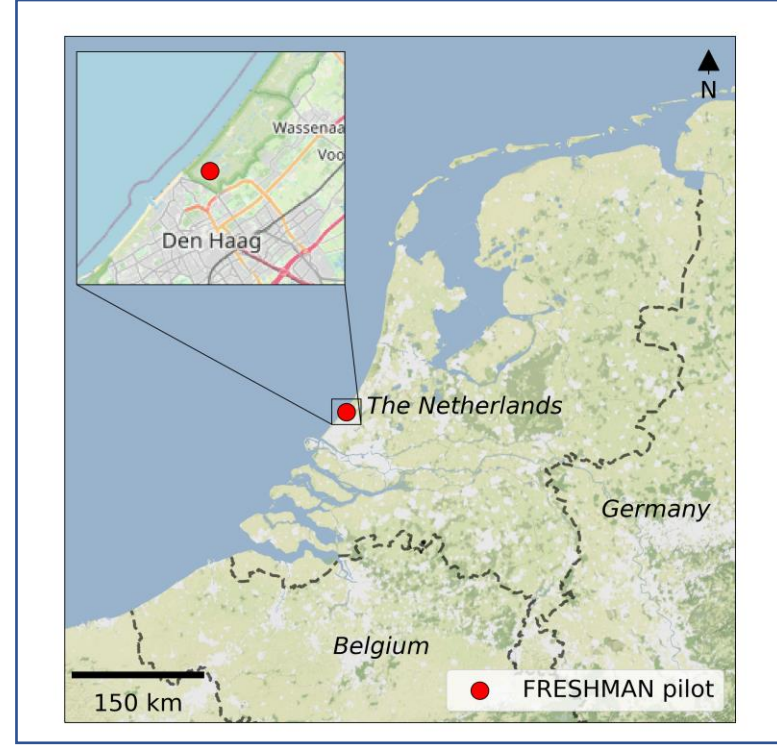 N
Wassenaa
Voo
Den Haag
The Netherlands
Germany
Belgium
150 km
FRESHMAN pilot